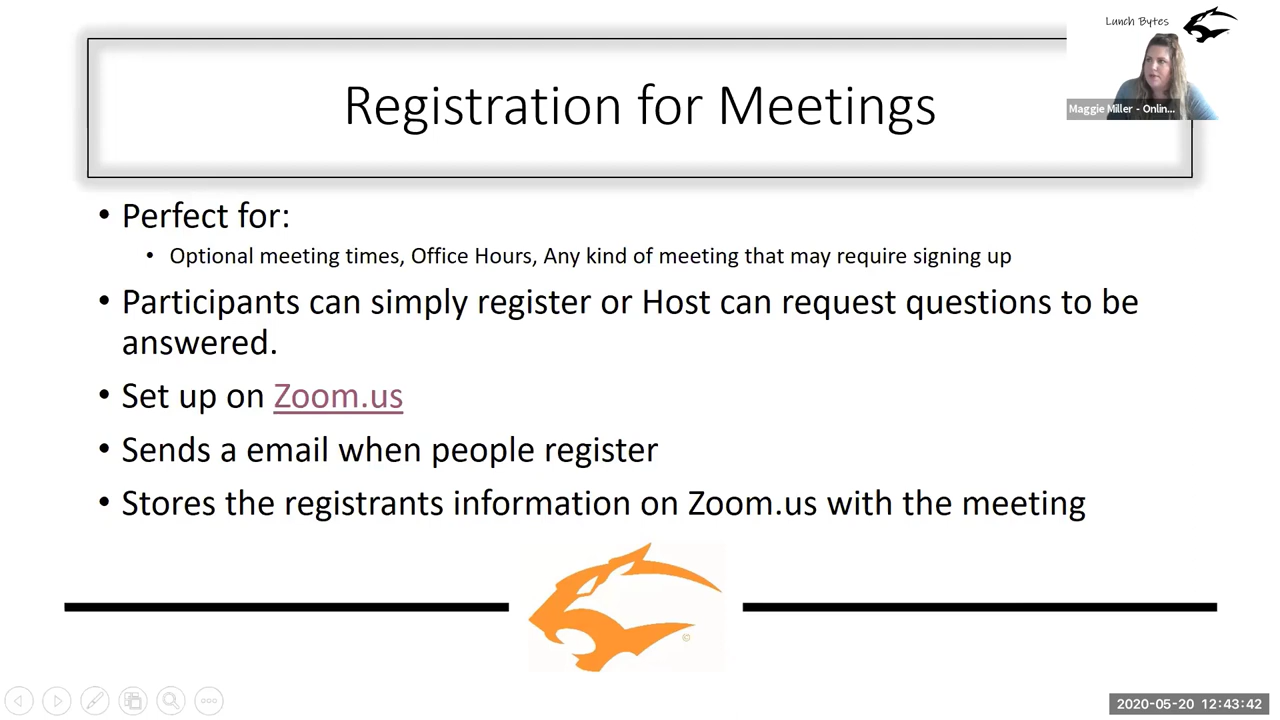 Lunch Bytes
Maggie Miller - Onlin...
Registration for Meetings
• Perfect for:
• Optional meeting times, Office Hours, Any kind of meeting that may require signing up
• Participants can simply register or Host can request questions to be
answered.
• Set up on Zoom.us
• Sends a email when people register
• Stores the registrants information on Zoom.us with the meeting
©
2020-05-20 12:43:42